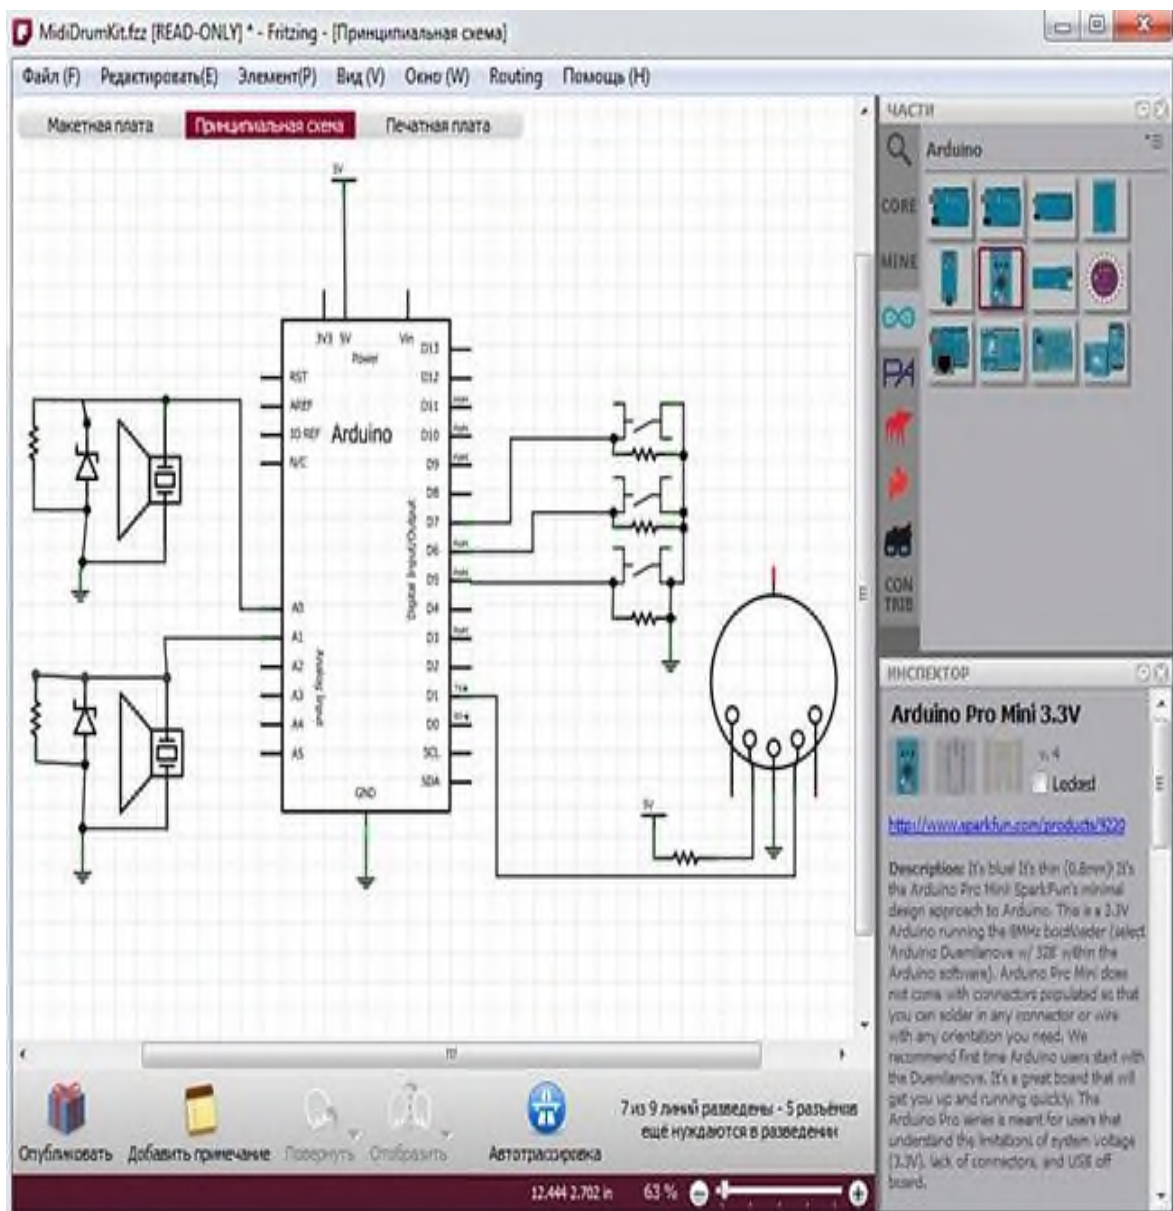 MidiDrumKit.fzz [READ-ONLY] * - Fritzing - [Принципиальная схема]
Файл (F) Редактировать(E) Элемент(P) Вид (V) Окно (W) Routing Помощь (H)
Макетная плата Принципиальная схема Печатная плата
5V
3V3 5V Vin
Power
RST
AREF
IO REF
N/C
Arduino
A0
A1
A2
A3
A4
A5
Analog Input
D13
D12
D11
D10
D9
D8
D7
D6
D5
D4
D3
D2
D1
D0
SCL
SDA
Digital Input/Output
GND
5V
ЧАСТИ
Arduino
CORE
MINE
CON
TRIB
ИНСПЕКТОР
Arduino Pro Mini 3.3V
v. 4
Locked
http://www.sparkfun.com/products/9220
Description: It's blue! It's thin (0.8mm)! It's
the Arduino Pro Mini! SparkFun's minimal
design approach to Arduino. This is a 3.3V
Arduino running the 8MHz bootloader (select
'Arduino Duemilanove w/ 328' within the
Arduino software). Arduino Pro Mini does
not come with connectors populated so that
you can solder in any connector or wire
with any orientation you need. We
recommend first time Arduino users start with
the Duemilanove. It's a great board that will
get you up and running quickly. The
Arduino Pro series is meant for users that
understand the limitations of system voltage
(3.3V), lack of connectors, and USB off
board.
7 из 9 линий разведены - 5 разъёмов
ещё нуждаются в разведении
Опубликовать Добавить примечание Повернуть Отобразить Автотрассировка
12.444 2.702 in 63 %